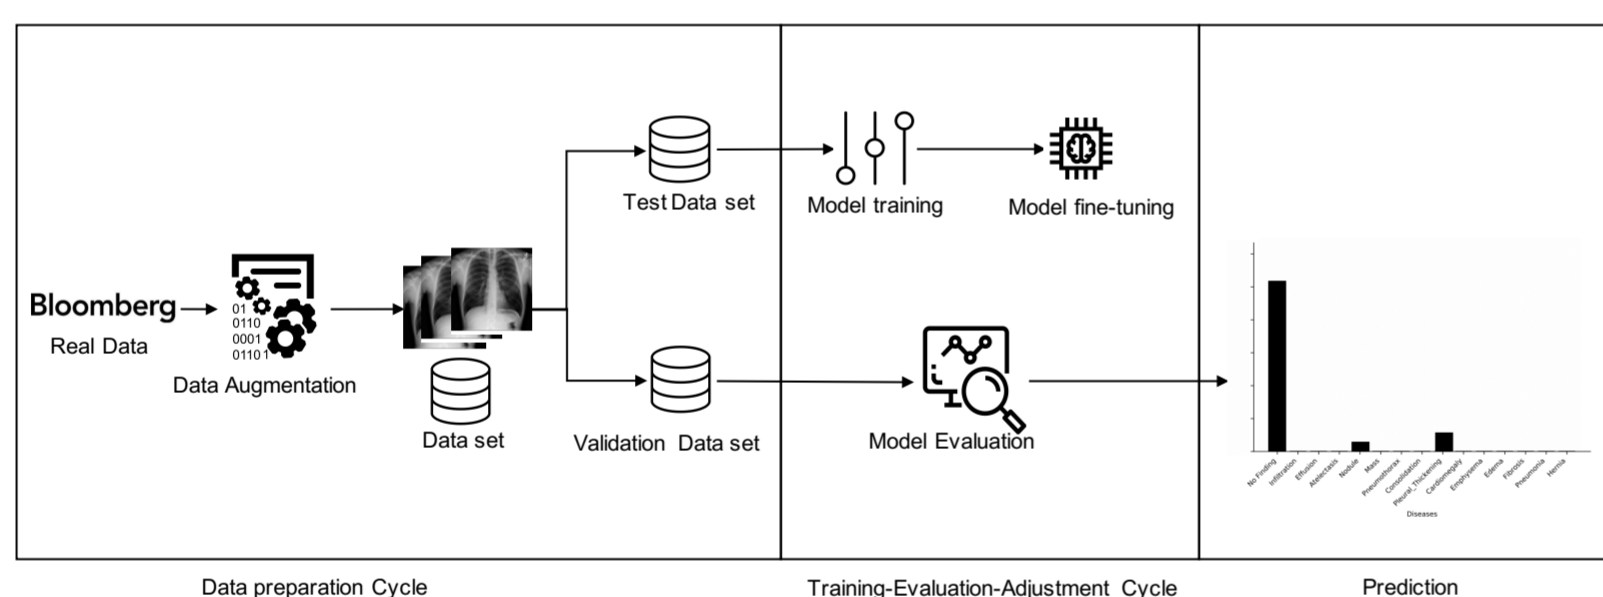 Bloomberg
Real Data
01
0110
0001
01101
Data Augmentation
Data set
Test Data set
Validation Data set
Model training
Model fine-tuning
Model Evaluation
No Finding
Infiltration
Effusion
Atelectasis
Nodule
Mass
Pneumothorax
Consolidation
Pleural_Thickening
Cardiomegaly
Emphysema
Edema
Fibrosis
Pneumonia
Hernia
Diseases
Data preparation Cycle
Training-Evaluation-Adjustment Cycle
Prediction